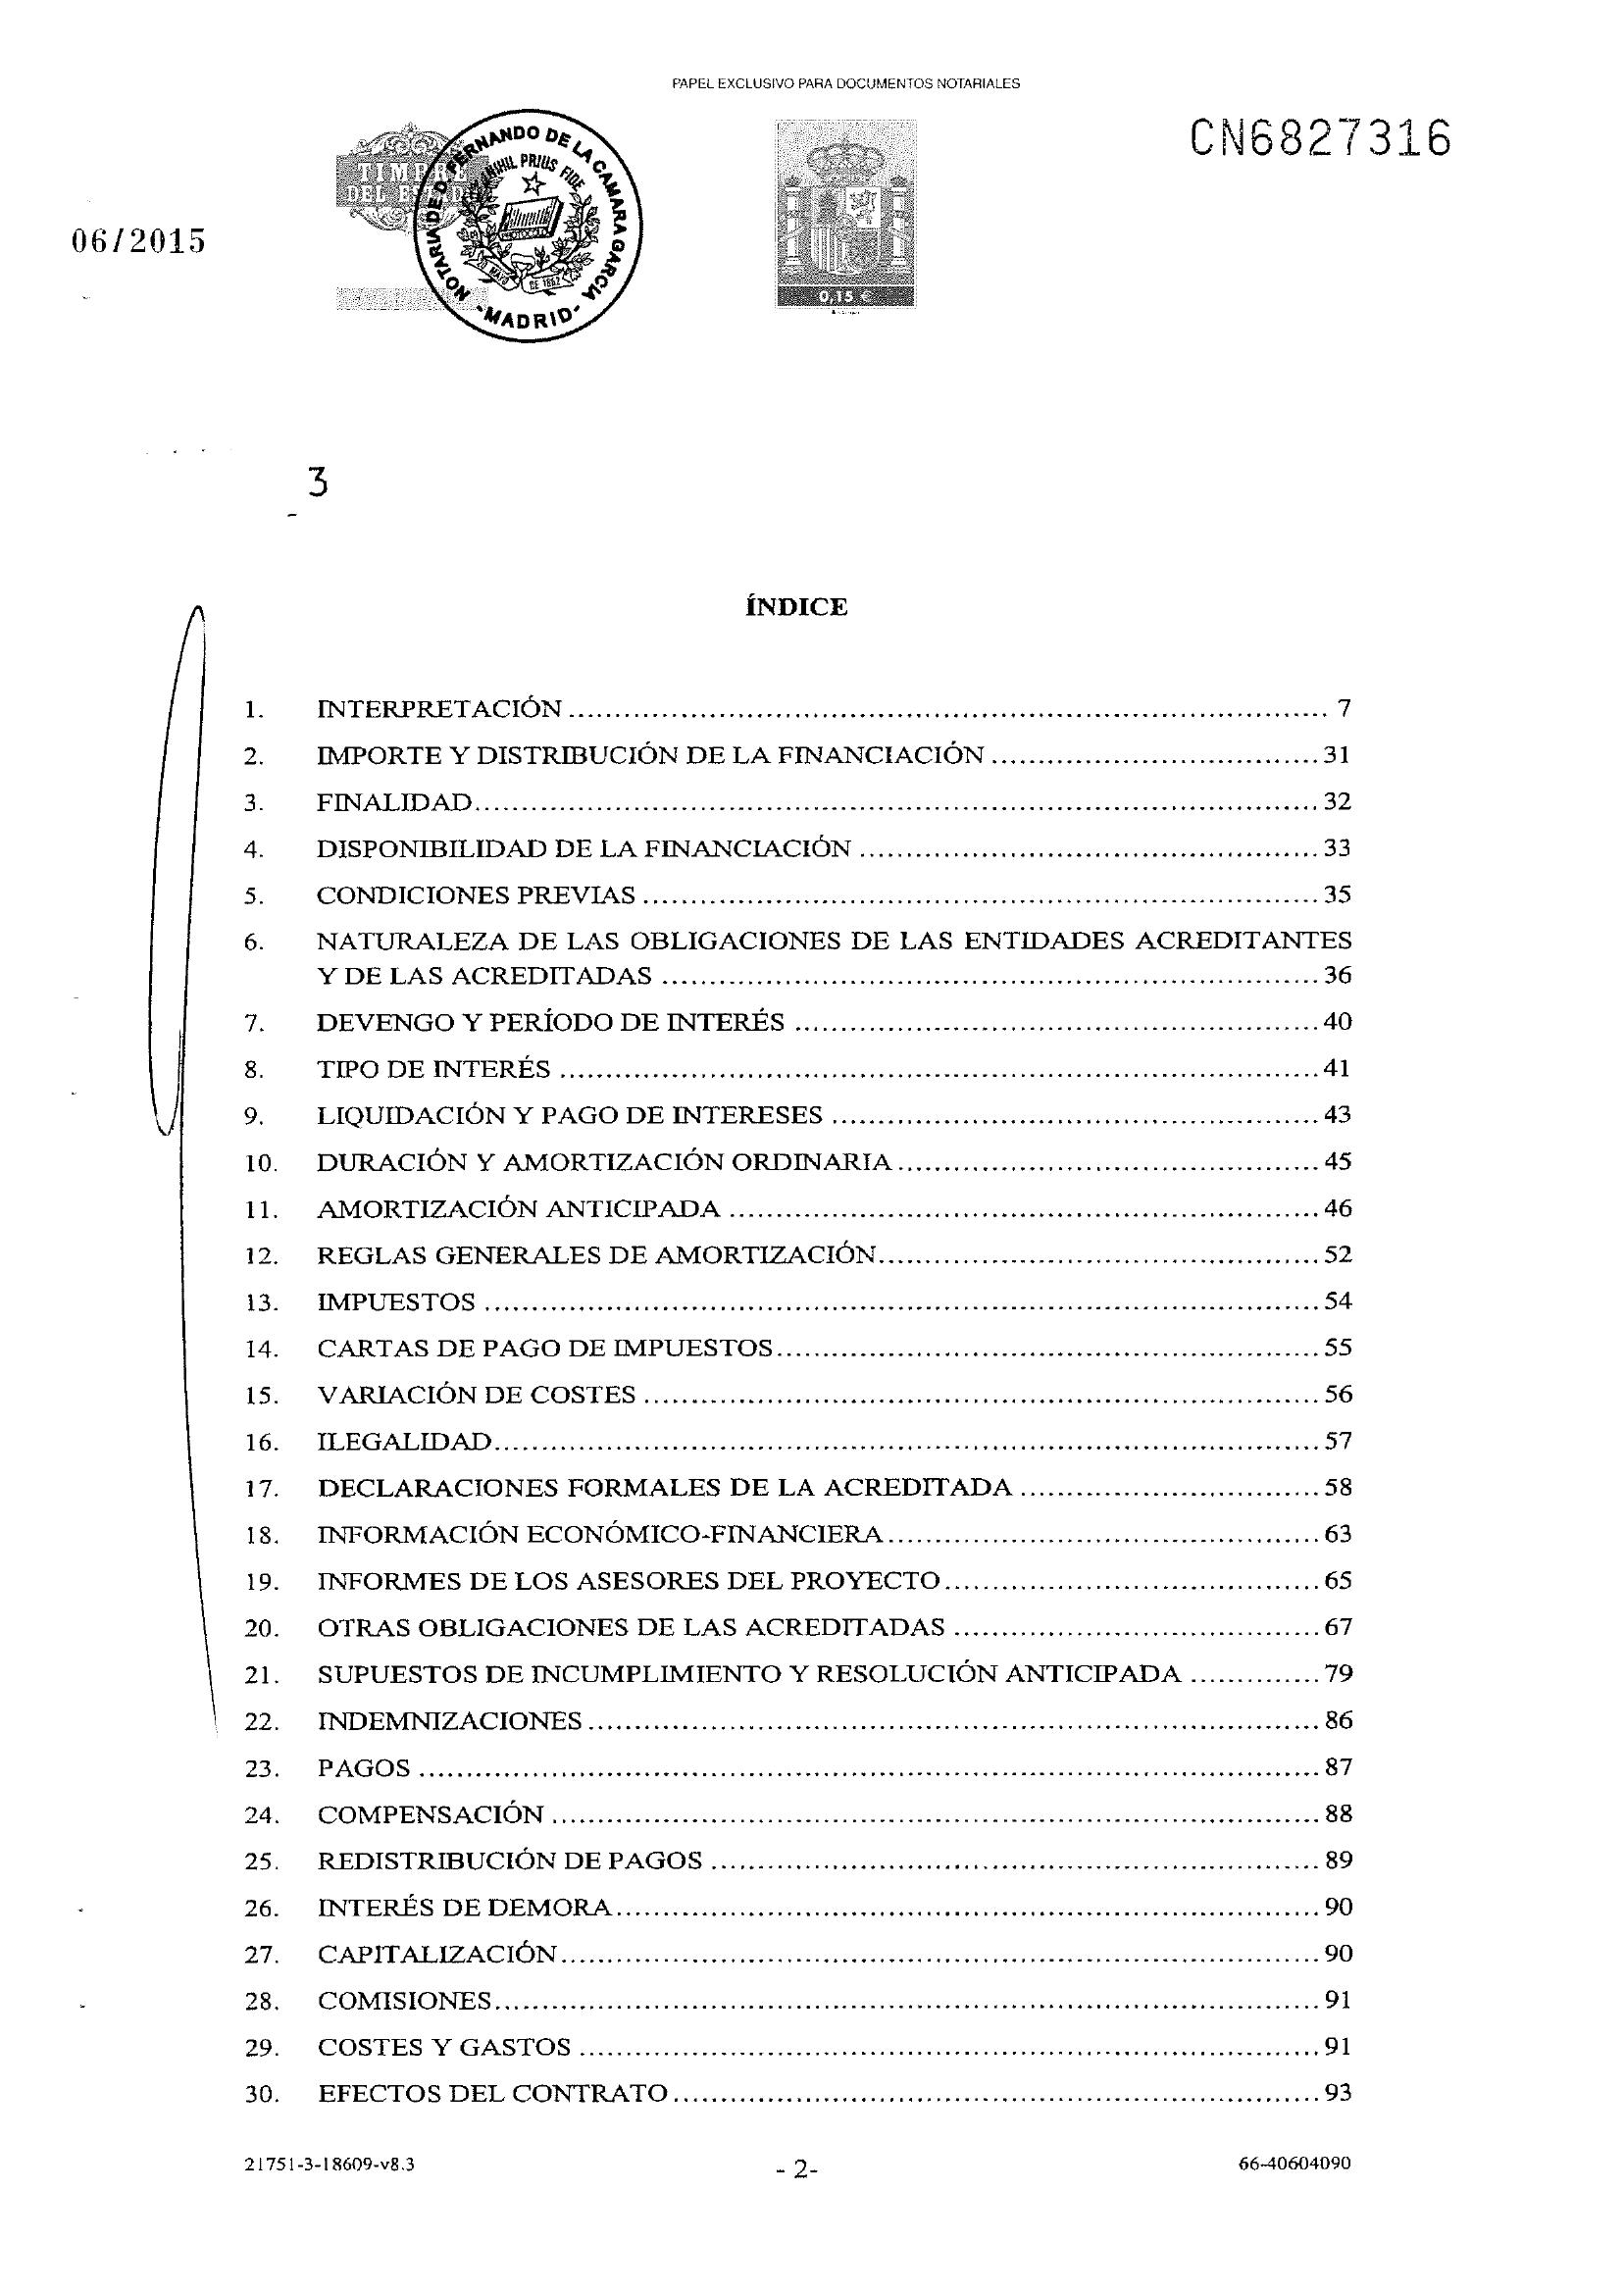 PAPEL EXCLUSIVO PARA DOCUMENTOS NOTARIALES
CN6827316
TIMBRE
DEL ESTADO
NOTARIA DE D. FERNANDO DE LA CAMARA GARCIA
NIHIL PRIUS FIDE
DE 1862
-MADRID-
0,15 €
06/2015
3
ÍNDICE
1. INTERPRETACIÓN ........ 7
2. IMPORTE Y DISTRIBUCIÓN DE LA FINANCIACIÓN ........ 31
3. FINALIDAD ........ 32
4. DISPONIBILIDAD DE LA FINANCIACIÓN ........ 33
5. CONDICIONES PREVIAS ........ 35
6. NATURALEZA DE LAS OBLIGACIONES DE LAS ENTIDADES ACREDITANTES
Y DE LAS ACREDITADAS ........ 36
7. DEVENGO Y PERÍODO DE INTERÉS ........ 40
8. TIPO DE INTERÉS ........ 41
9. LIQUIDACIÓN Y PAGO DE INTERESES ........ 43
10. DURACIÓN Y AMORTIZACIÓN ORDINARIA ........ 45
11. AMORTIZACIÓN ANTICIPADA ........ 46
12. REGLAS GENERALES DE AMORTIZACIÓN ........ 52
13. IMPUESTOS ........ 54
14. CARTAS DE PAGO DE IMPUESTOS ........ 55
15. VARIACIÓN DE COSTES ........ 56
16. ILEGALIDAD ........ 57
17. DECLARACIONES FORMALES DE LA ACREDITADA ........ 58
18. INFORMACIÓN ECONÓMICO-FINANCIERA ........ 63
19. INFORMES DE LOS ASESORES DEL PROYECTO ........ 65
20. OTRAS OBLIGACIONES DE LAS ACREDITADAS ........ 67
21. SUPUESTOS DE INCUMPLIMIENTO Y RESOLUCIÓN ANTICIPADA ........ 79
22. INDEMNIZACIONES ........ 86
23. PAGOS ........ 87
24. COMPENSACIÓN ........ 88
25. REDISTRIBUCIÓN DE PAGOS ........ 89
26. INTERÉS DE DEMORA ........ 90
27. CAPITALIZACIÓN ........ 90
28. COMISIONES ........ 91
29. COSTES Y GASTOS ........ 91
30. EFECTOS DEL CONTRATO ........ 93
21751-3-18609-v8.3
- 2-
66-40604090